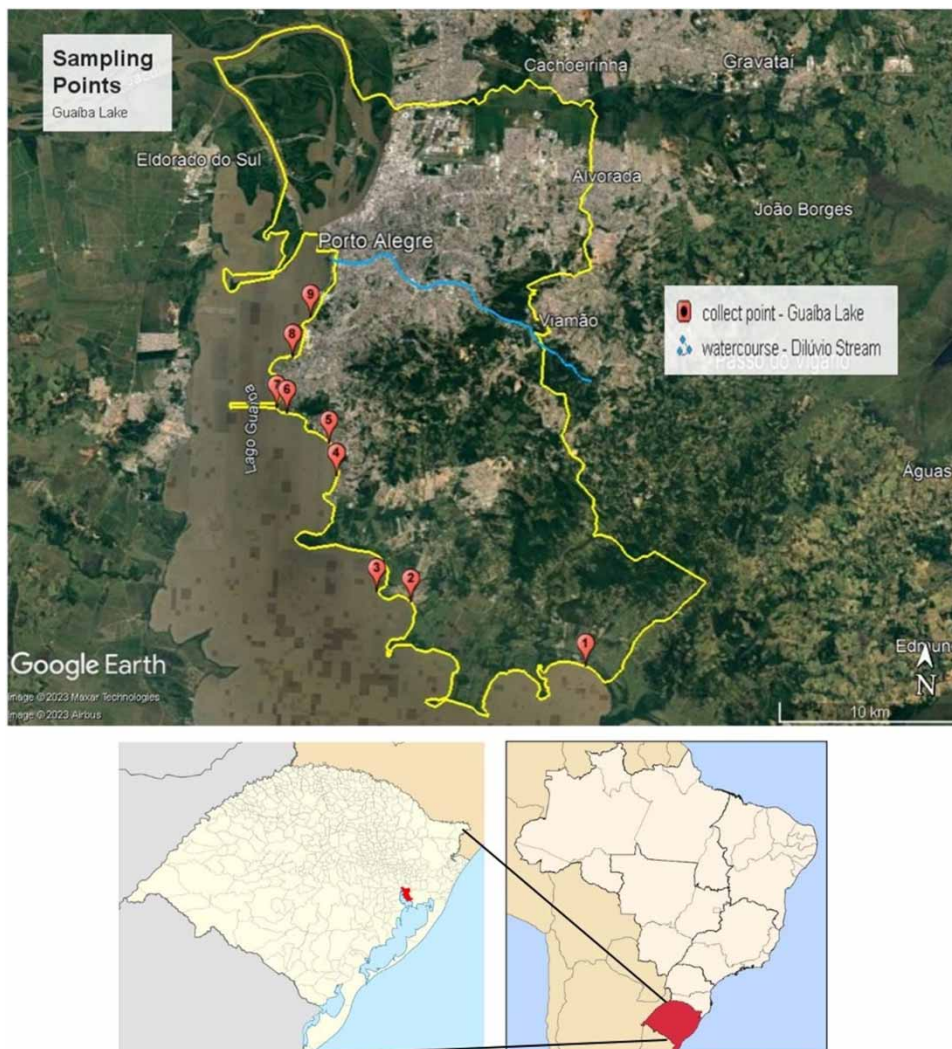 Sampling
Points
Guaíba Lake
Cachoeirinha
Gravataí
Eldorado do Sul
Alvorada
João Borges
Porto Alegre
9
collect point - Guaíba Lake
Viamão
8
watercourse - Dilúvio Stream
7
6
Lago Guaíba
5
4
Águas
3
2
1
Edmun
Google Earth
N
Image © 2023 Maxar Technologies
Image © 2023 Airbus
10 km